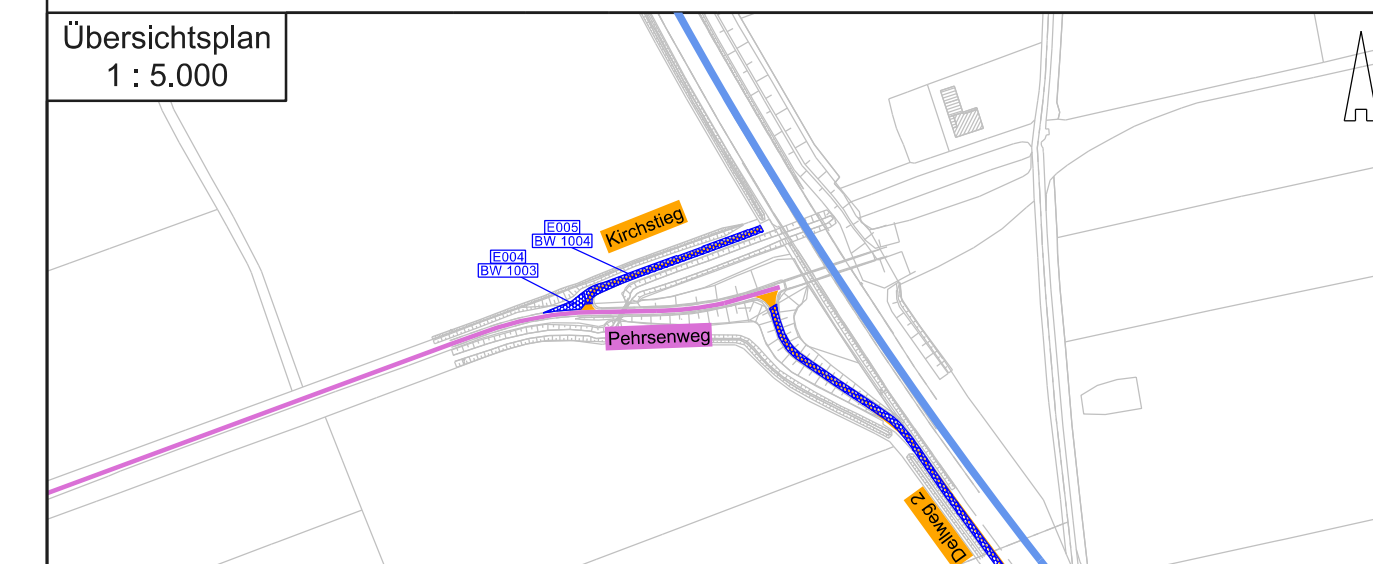 Übersichtsplan
1 : 5.000
E005
BW 1004
Kirchstieg
E004
BW 1003
Pehrsenweg
Dellweg 2